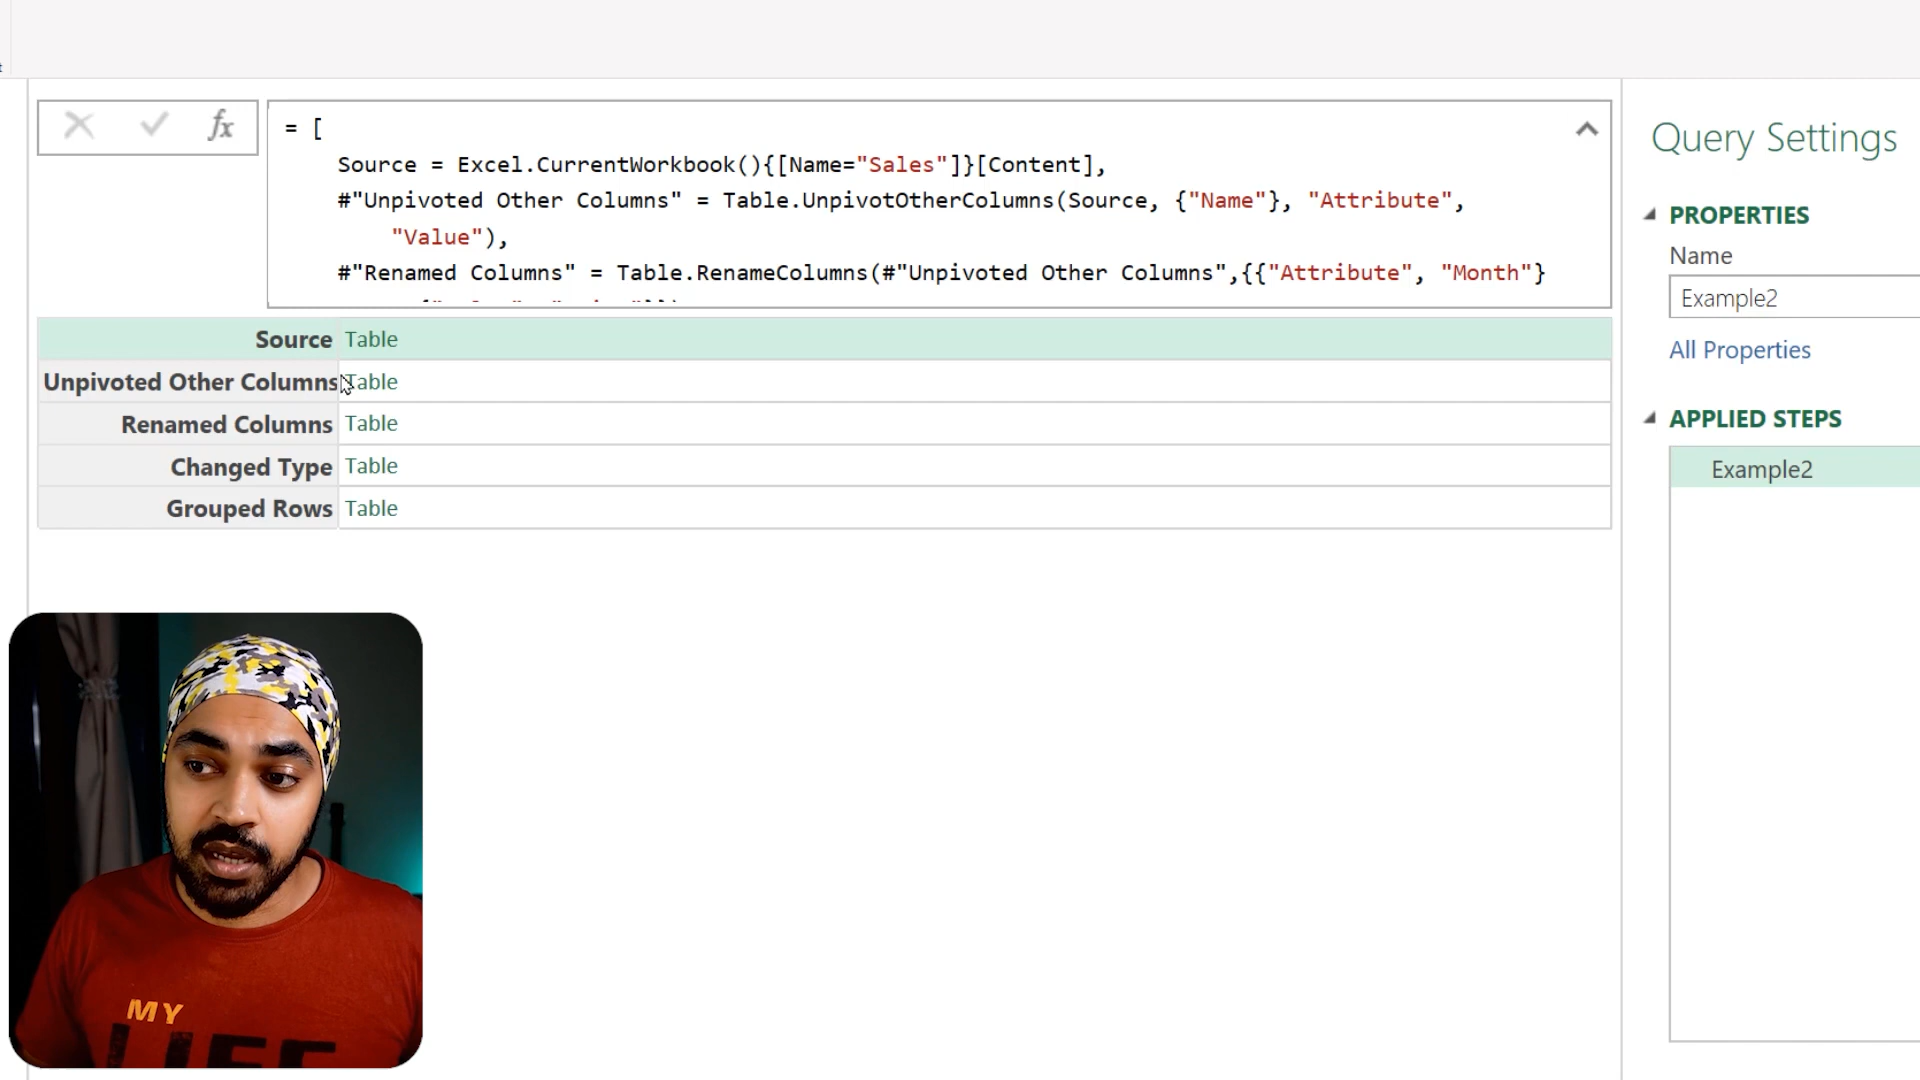 = [
Source = Excel.CurrentWorkbook(){[Name="Sales"]}[Content],
#"Unpivoted Other Columns" = Table.UnpivotOtherColumns(Source, {"Name"}, "Attribute",
"Value"),
#"Renamed Columns" = Table.RenameColumns(#"Unpivoted Other Columns",{{"Attribute", "Month"}
Source Table
Unpivoted Other Columns Table
Renamed Columns Table
Changed Type Table
Grouped Rows Table
Query Settings
PROPERTIES
Name
Example2
All Properties
APPLIED STEPS
Example2
fx
MY
LIFE